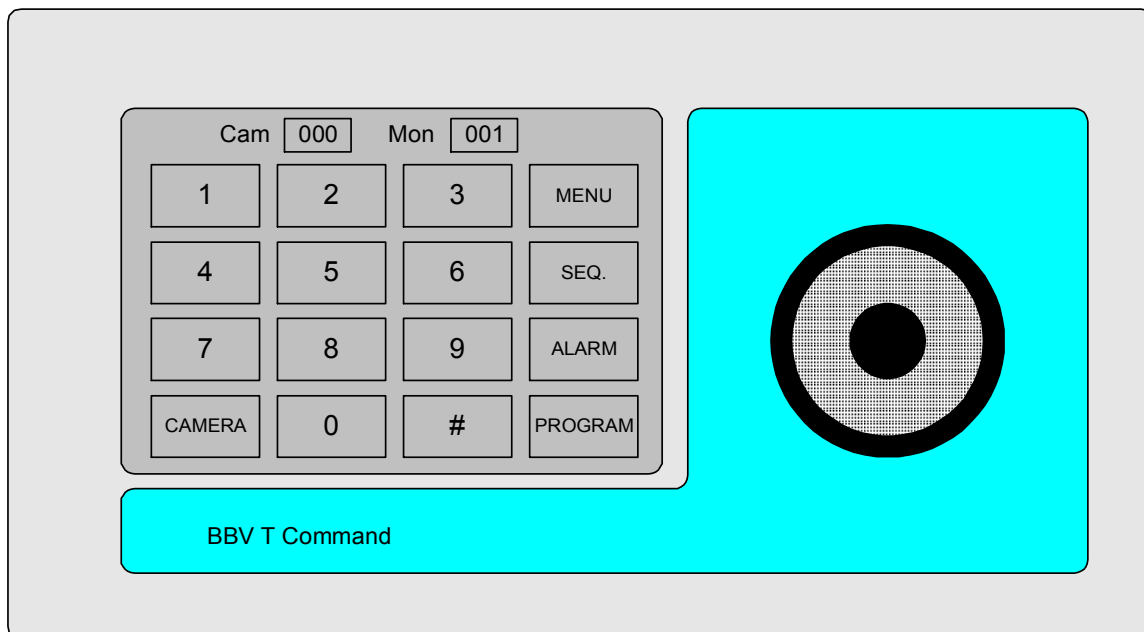 Cam 000 Mon 001
1 2 3 MENU
4 5 6 SEQ.
7 8 9 ALARM
CAMERA 0 # PROGRAM
BBV T Command